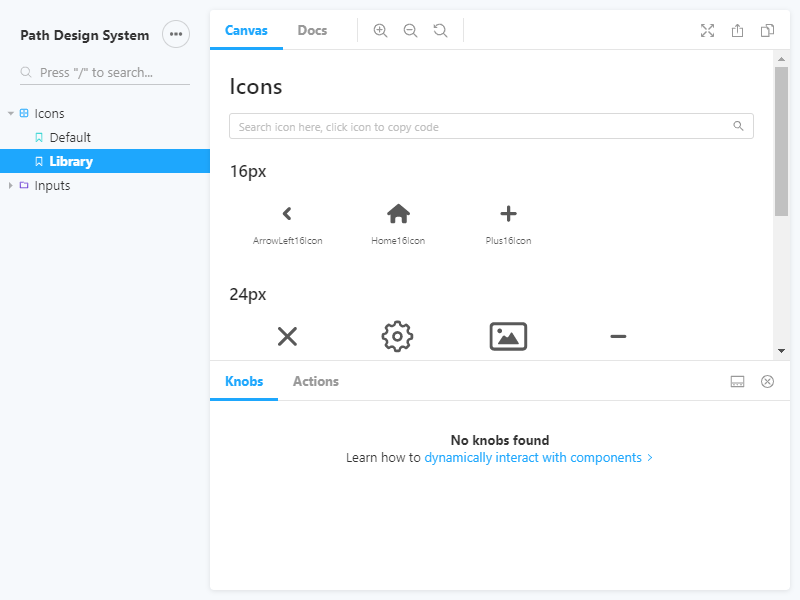 Path Design System
Press "/" to search...
Icons
Default
Library
Inputs
Canvas
Docs
Icons
Search icon here, click icon to copy code
16px
ArrowLeft16Icon
Home16Icon
Plus16Icon
24px
Knobs
Actions
No knobs found
Learn how to dynamically interact with components